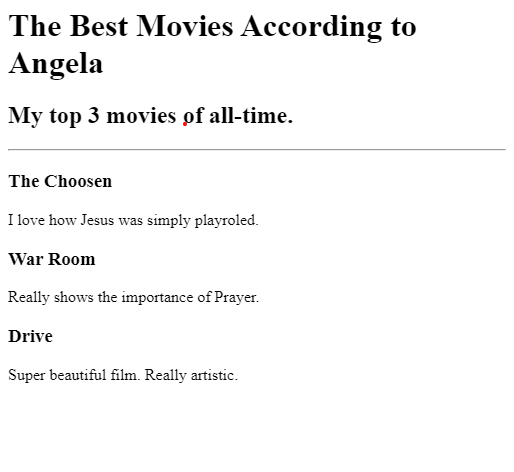 The Best Movies According to
Angela
My top 3 movies of all-time.
The Choosen
I love how Jesus was simply playroled.
War Room
Really shows the importance of Prayer.
Drive
Super beautiful film. Really artistic.